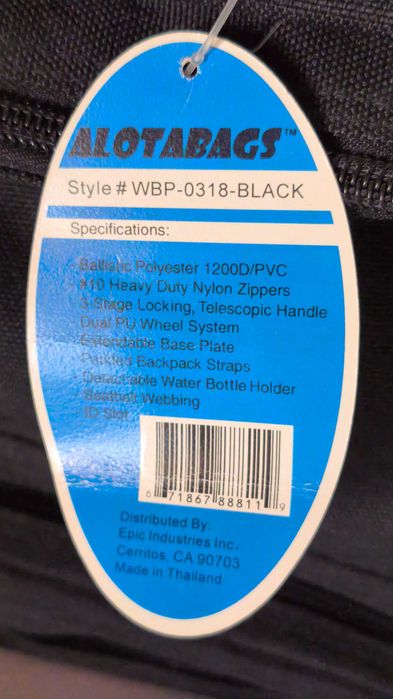 ALOTABAGS™
Style # WBP-0318-BLACK
Specifications:
- Ballistic Polyester 1200D/PVC
- #10 Heavy Duty Nylon Zippers
- 3-Stage Locking, Telescopic Handle
- Dual PU Wheel System
- Extendable Base Plate
- Padded Backpack Straps
- Detachable Water Bottle Holder
- Seatbelt Webbing
- ID Slot
6 71867 88811 9
Distributed By:
Epic Industries Inc.
Cerritos, CA 90703
Made in Thailand